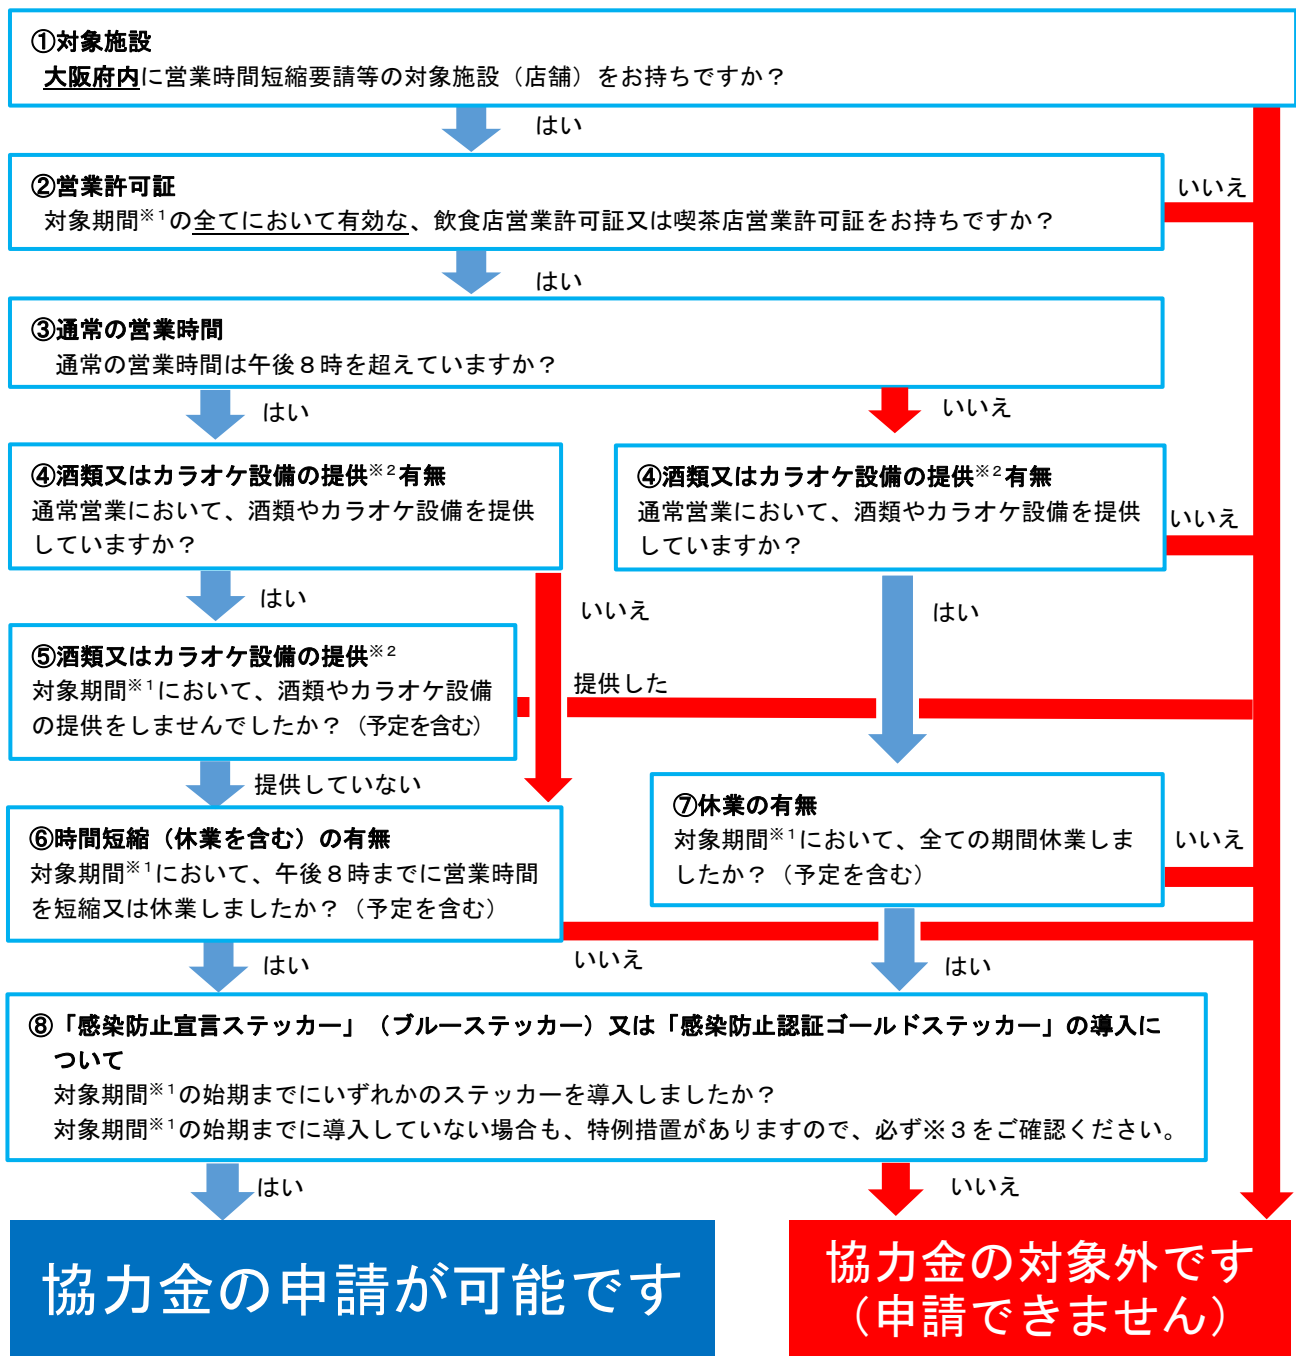 ①対象施設
大阪府内に営業時間短縮要請等の対象施設（店舗）をお持ちですか？
はい
②営業許可証
対象期間※1の全てにおいて有効な、飲食店営業許可証又は喫茶店営業許可証をお持ちですか？
いいえ
はい
③通常の営業時間
通常の営業時間は午後８時を超えていますか？
はい
いいえ
④酒類又はカラオケ設備の提供※2有無
通常営業において、酒類やカラオケ設備を提供
していますか？
④酒類又はカラオケ設備の提供※2有無
通常営業において、酒類やカラオケ設備を提供
していますか？
いいえ
はい
いいえ
はい
⑤酒類又はカラオケ設備の提供※2
対象期間※1において、酒類やカラオケ設備
の提供をしませんでしたか？（予定を含む）
提供した
提供していない
⑥時間短縮（休業を含む）の有無
対象期間※1において、午後８時までに営業時間
を短縮又は休業しましたか？（予定を含む）
⑦休業の有無
対象期間※1において、全ての期間休業しま
したか？（予定を含む）
いいえ
はい
いいえ
はい
⑧「感染防止宣言ステッカー」（ブルーステッカー）又は「感染防止認証ゴールドステッカー」の導入に
ついて
対象期間※1の始期までにいずれかのステッカーを導入しましたか？
対象期間※1の始期までに導入していない場合も、特例措置がありますので、必ず※３をご確認ください。
はい
いいえ
協力金の申請が可能です
協力金の対象外です
（申請できません）